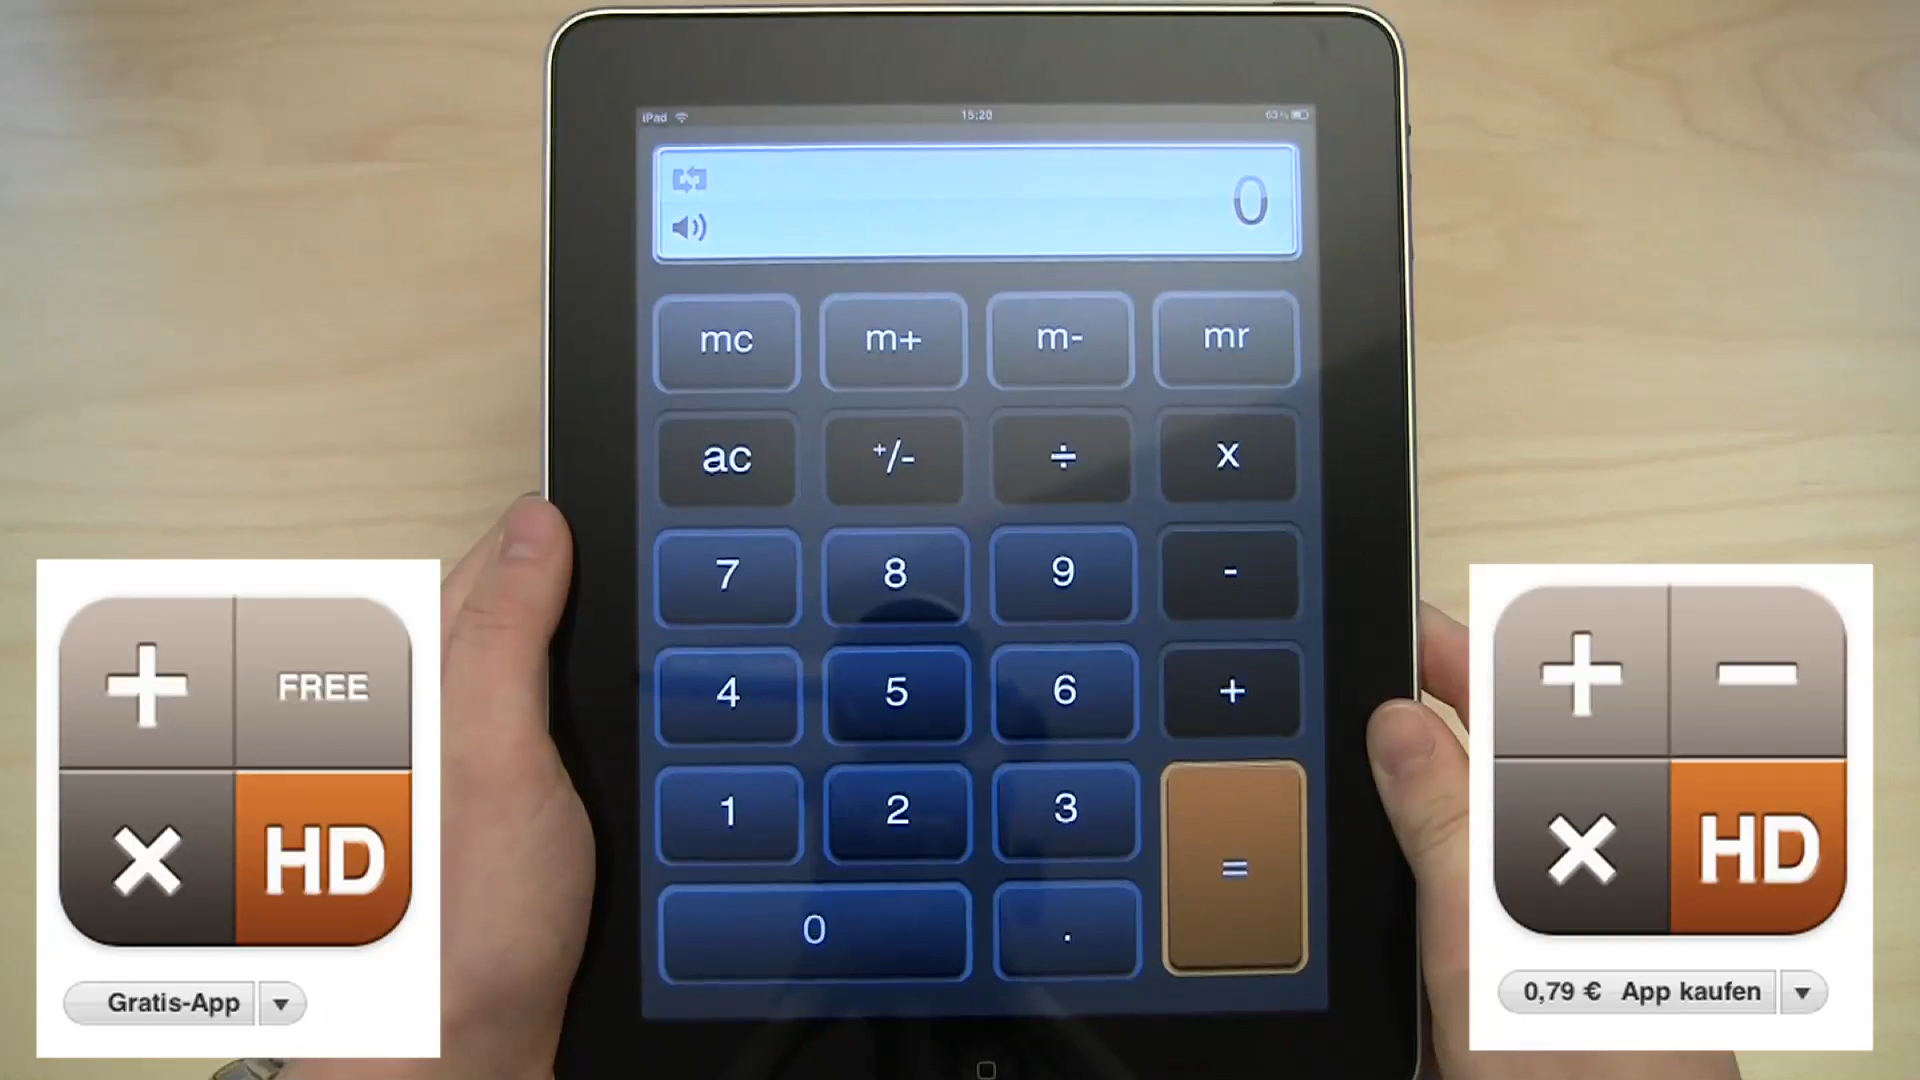 iPad 15:20 63 %
0
mc m+ m- mr
ac +/- ÷ x
7 8 9 -
4 5 6 +
1 2 3 =
0 .
+ FREE
× HD
Gratis-App
+ −
× HD
0,79 € App kaufen